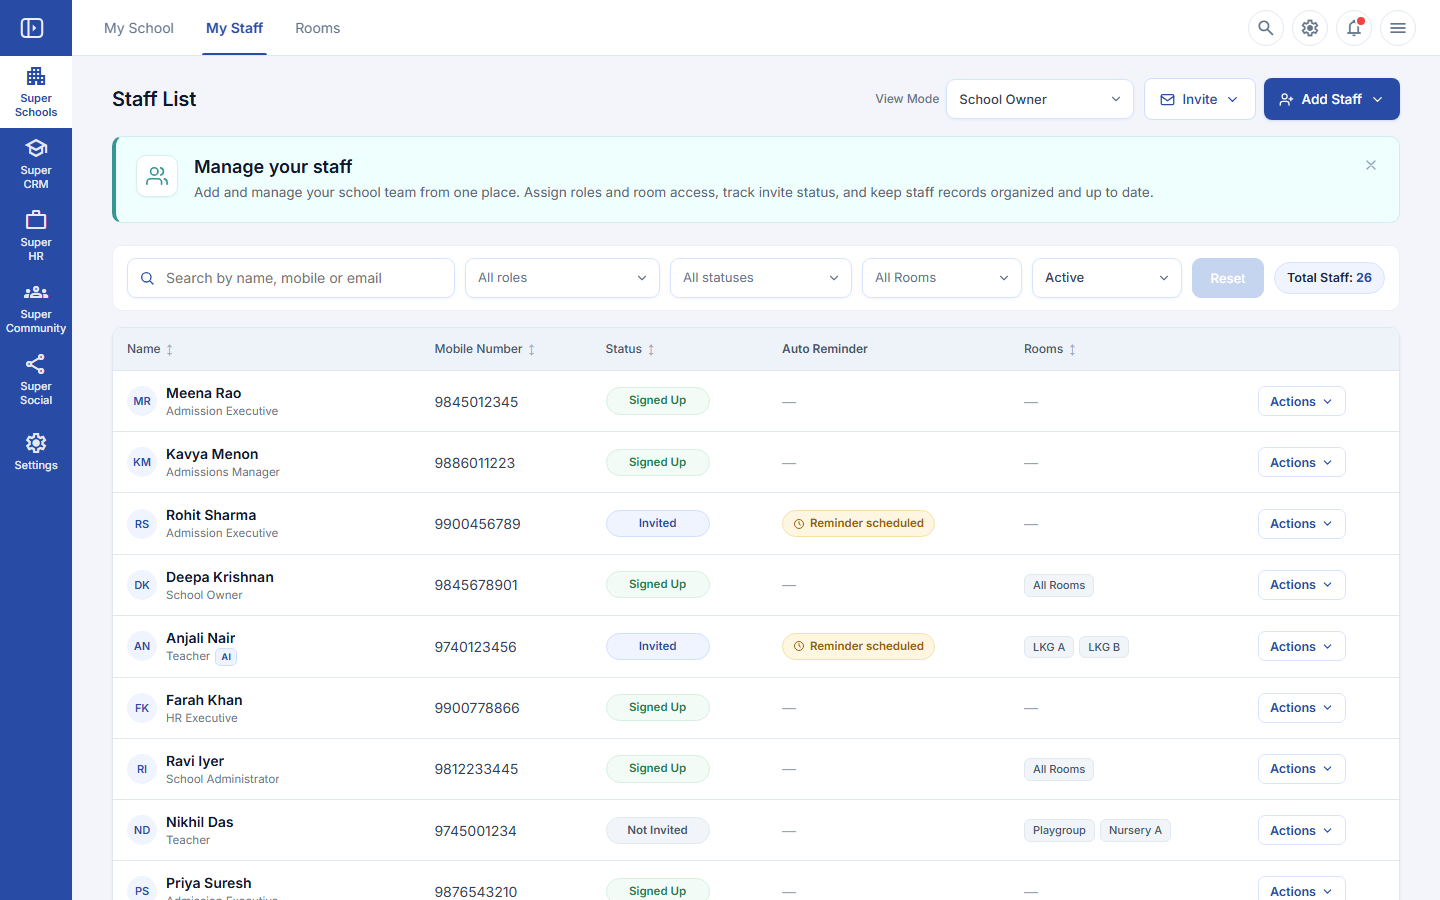 My School
My Staff
Rooms
Super
Schools
Super
CRM
Super
HR
Super
Community
Super
Social
Settings
Staff List
View Mode
School Owner
Invite
Add Staff
Manage your staff
Add and manage your school team from one place. Assign roles and room access, track invite status, and keep staff records organized and up to date.
Search by name, mobile or email
All roles
All statuses
All Rooms
Active
Reset
Total Staff: 26
Name
Mobile Number
Status
Auto Reminder
Rooms
MR
Meena Rao
Admission Executive
9845012345
Signed Up
—
—
Actions
KM
Kavya Menon
Admissions Manager
9886011223
Signed Up
—
—
Actions
RS
Rohit Sharma
Admission Executive
9900456789
Invited
Reminder scheduled
—
Actions
DK
Deepa Krishnan
School Owner
9845678901
Signed Up
—
All Rooms
Actions
AN
Anjali Nair
Teacher AI
9740123456
Invited
Reminder scheduled
LKG A
LKG B
Actions
FK
Farah Khan
HR Executive
9900778866
Signed Up
—
—
Actions
RI
Ravi Iyer
School Administrator
9812233445
Signed Up
—
All Rooms
Actions
ND
Nikhil Das
Teacher
9745001234
Not Invited
—
Playgroup
Nursery A
Actions
PS
Priya Suresh
Admission Executive
9876543210
Signed Up
—
—
Actions